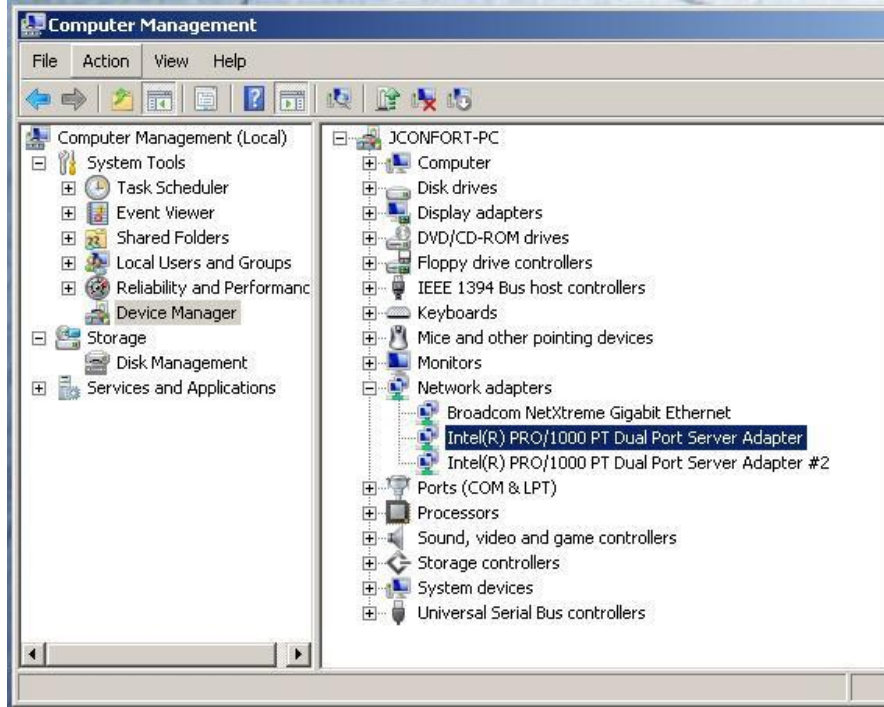 Computer Management
File Action View Help
Computer Management (Local)
System Tools
Task Scheduler
Event Viewer
Shared Folders
Local Users and Groups
Reliability and Performanc
Device Manager
Storage
Disk Management
Services and Applications
JCONFORT-PC
Computer
Disk drives
Display adapters
DVD/CD-ROM drives
Floppy drive controllers
IEEE 1394 Bus host controllers
Keyboards
Mice and other pointing devices
Monitors
Network adapters
Broadcom NetXtreme Gigabit Ethernet
Intel(R) PRO/1000 PT Dual Port Server Adapter
Intel(R) PRO/1000 PT Dual Port Server Adapter #2
Ports (COM & LPT)
Processors
Sound, video and game controllers
Storage controllers
System devices
Universal Serial Bus controllers